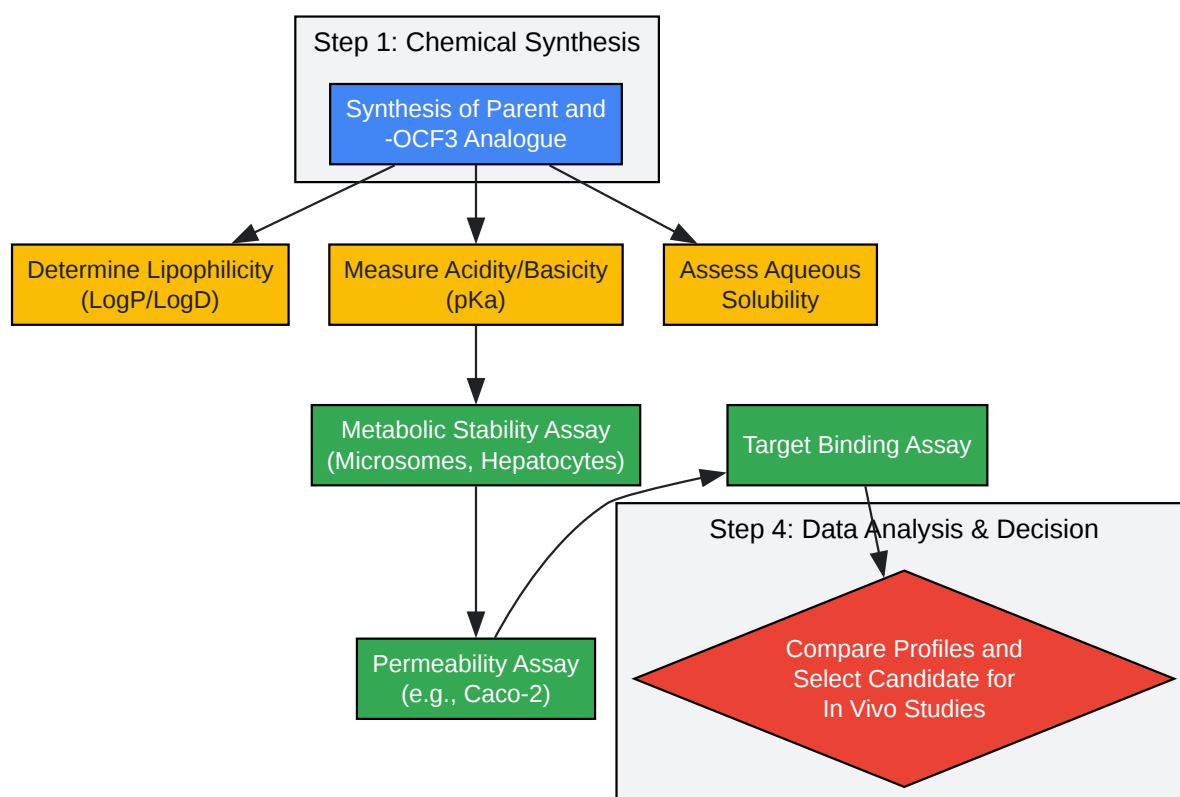 Step 1: Chemical Synthesis
Synthesis of Parent and
-OCF3 Analogue
Determine Lipophilicity
(LogP/LogD)
Measure Acidity/Basicity
(pKa)
Assess Aqueous
Solubility
Metabolic Stability Assay
(Microsomes, Hepatocytes)
Target Binding Assay
Step 4: Data Analysis & Decision
Permeability Assay
(e.g., Caco-2)
Compare Profiles and
Select Candidate for
In Vivo Studies